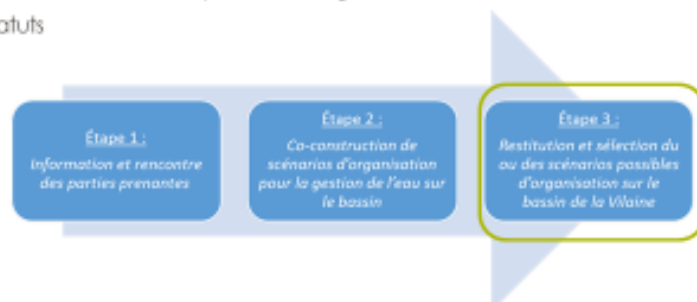 atuts
Étape 1 :
Information et rencontre
des parties prenantes
Étape 2 :
Co-construction de
scénarios d'organisation
pour la gestion de l'eau sur
le bassin
Étape 3 :
Restitution et sélection du
ou des scénarios possibles
d'organisation sur le
bassin de la Vilaine